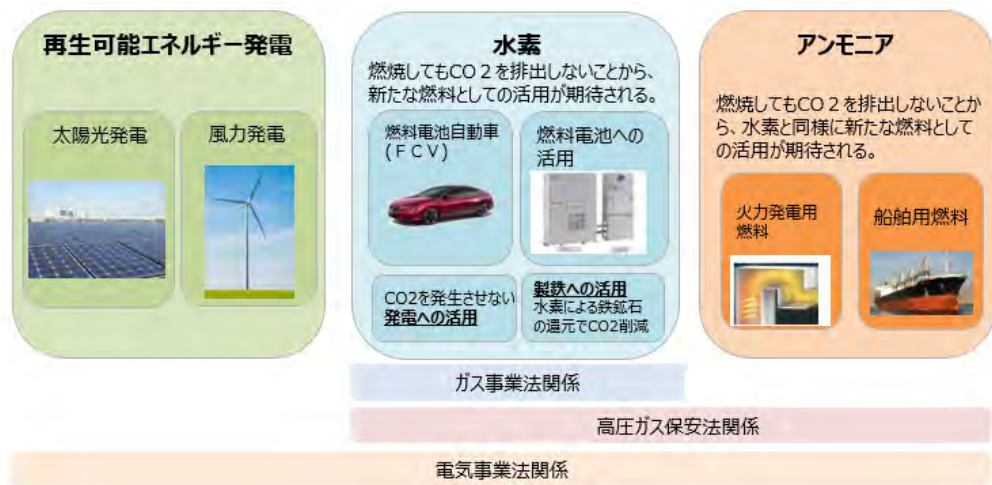 再生可能エネルギー発電
太陽光発電
風力発電
水素
燃焼してもCO２を排出しないことから、
新たな燃料としての活用が期待される。
燃料電池自動車
(ＦＣＶ)
燃料電池への
活用
CO2を発生させない
発電への活用
製鉄への活用
水素による鉄鉱石
の還元でCO2削減
アンモニア
燃焼してもCO２を排出しないことか
ら、水素と同様に新たな燃料として
の活用が期待される。
火力発電用
燃料
船舶用燃料
ガス事業法関係
高圧ガス保安法関係
電気事業法関係